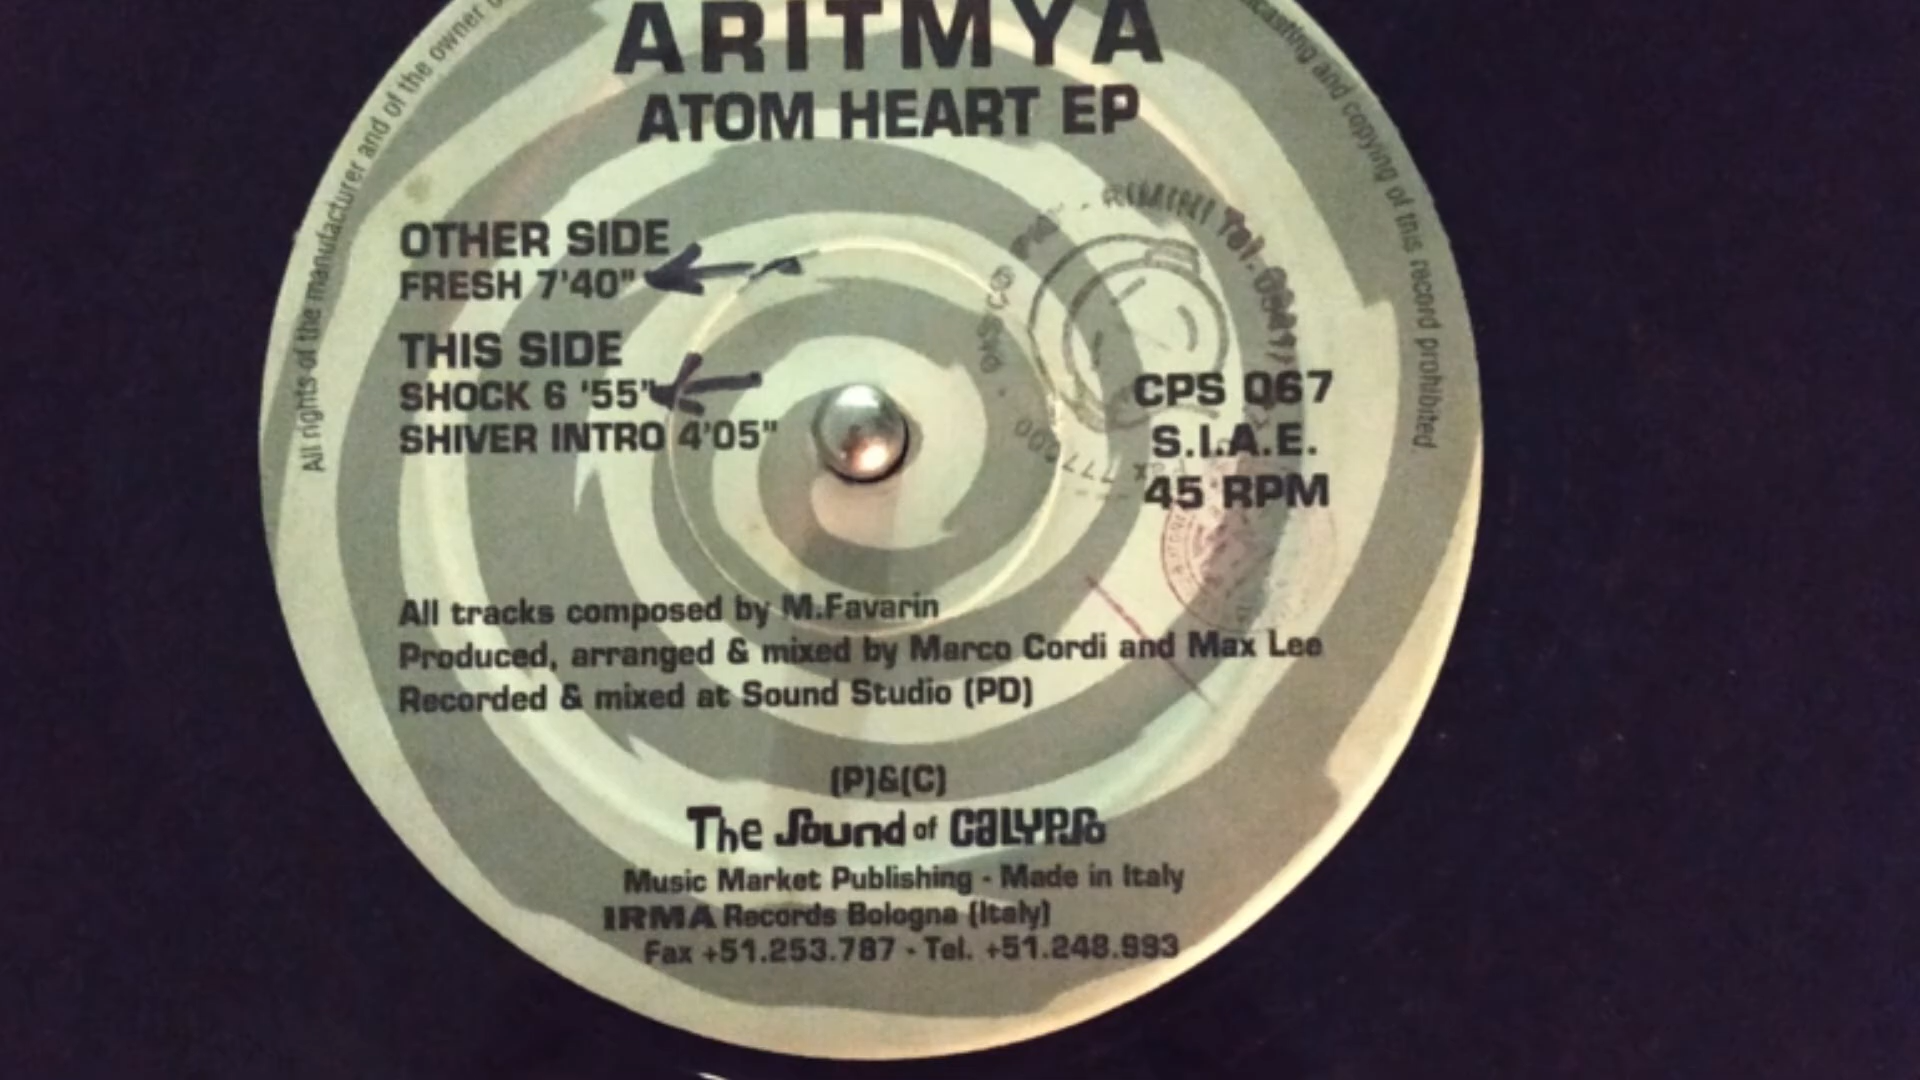 ARITMYA
ATOM HEART EP
OTHER SIDE
FRESH 7'40"
THIS SIDE
SHOCK 6 '55"
SHIVER INTRO 4'05"
CPS 067
S.I.A.E.
45 RPM
All tracks composed by M.Favarin
Produced, arranged & mixed by Marco Cordi and Max Lee
Recorded & mixed at Sound Studio (PD)
(P)&(C)
The Sound of CALYPSO
Music Market Publishing - Made in Italy
IRMA Records Bologna (Italy)
Fax +51.253.787 - Tel. +51.248.993
All rights of the manufacturer and of the owner
and copying of this record prohibited.
Tel.
777200